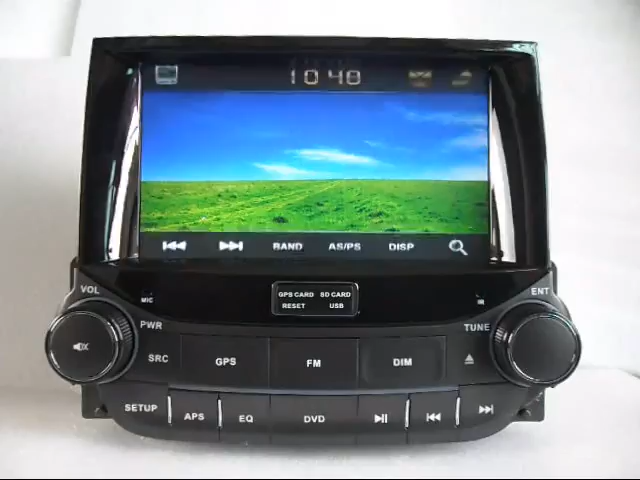 10 48
BAND AS/PS DISP
VOL ENT
MIC GPS CARD SD CARD IR
RESET USB
PWR TUNE
SRC GPS FM DIM
SETUP APS EQ DVD